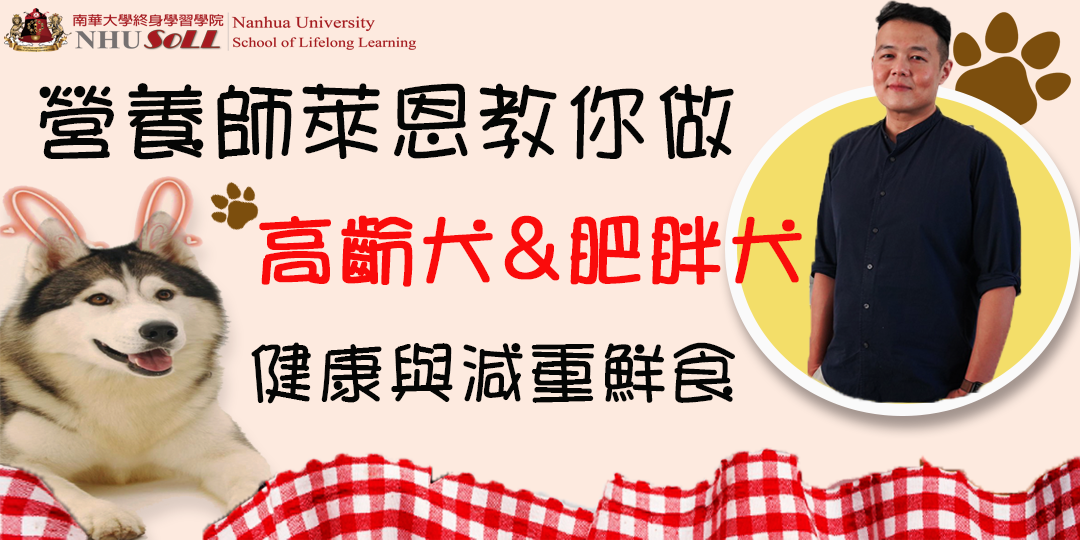 南華大學終身學習學院
NHU SOLL
Nanhua University
School of Lifelong Learning
營養師萊恩教你做
高齡犬&肥胖犬
健康與減重鮮食